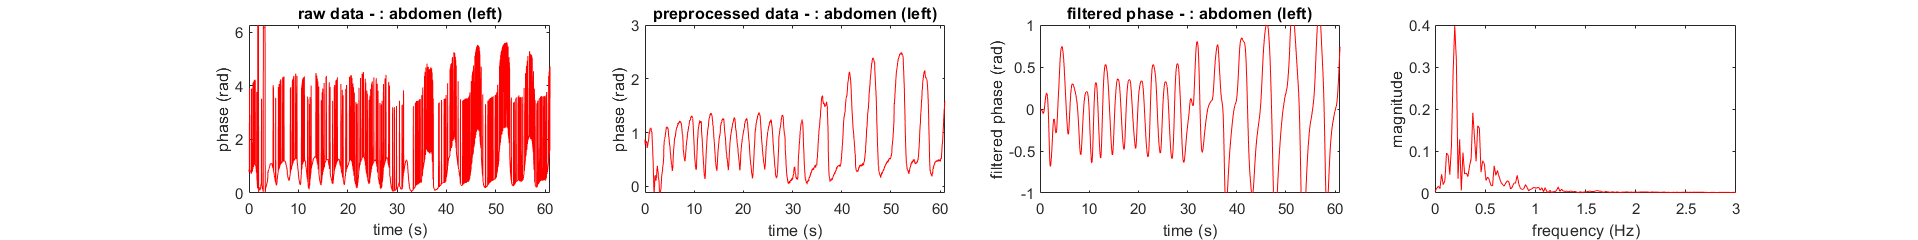 raw data - : abdomen (left)
phase (rad)
6
4
2
0
0 10 20 30 40 50 60
time (s)
preprocessed data - : abdomen (left)
phase (rad)
3
2
1
0
0 10 20 30 40 50 60
time (s)
filtered phase - : abdomen (left)
filtered phase (rad)
1
0.5
0
-0.5
-1
0 10 20 30 40 50 60
time (s)
magnitude
0.4
0.3
0.2
0.1
0
0 0.5 1 1.5 2 2.5 3
frequency (Hz)